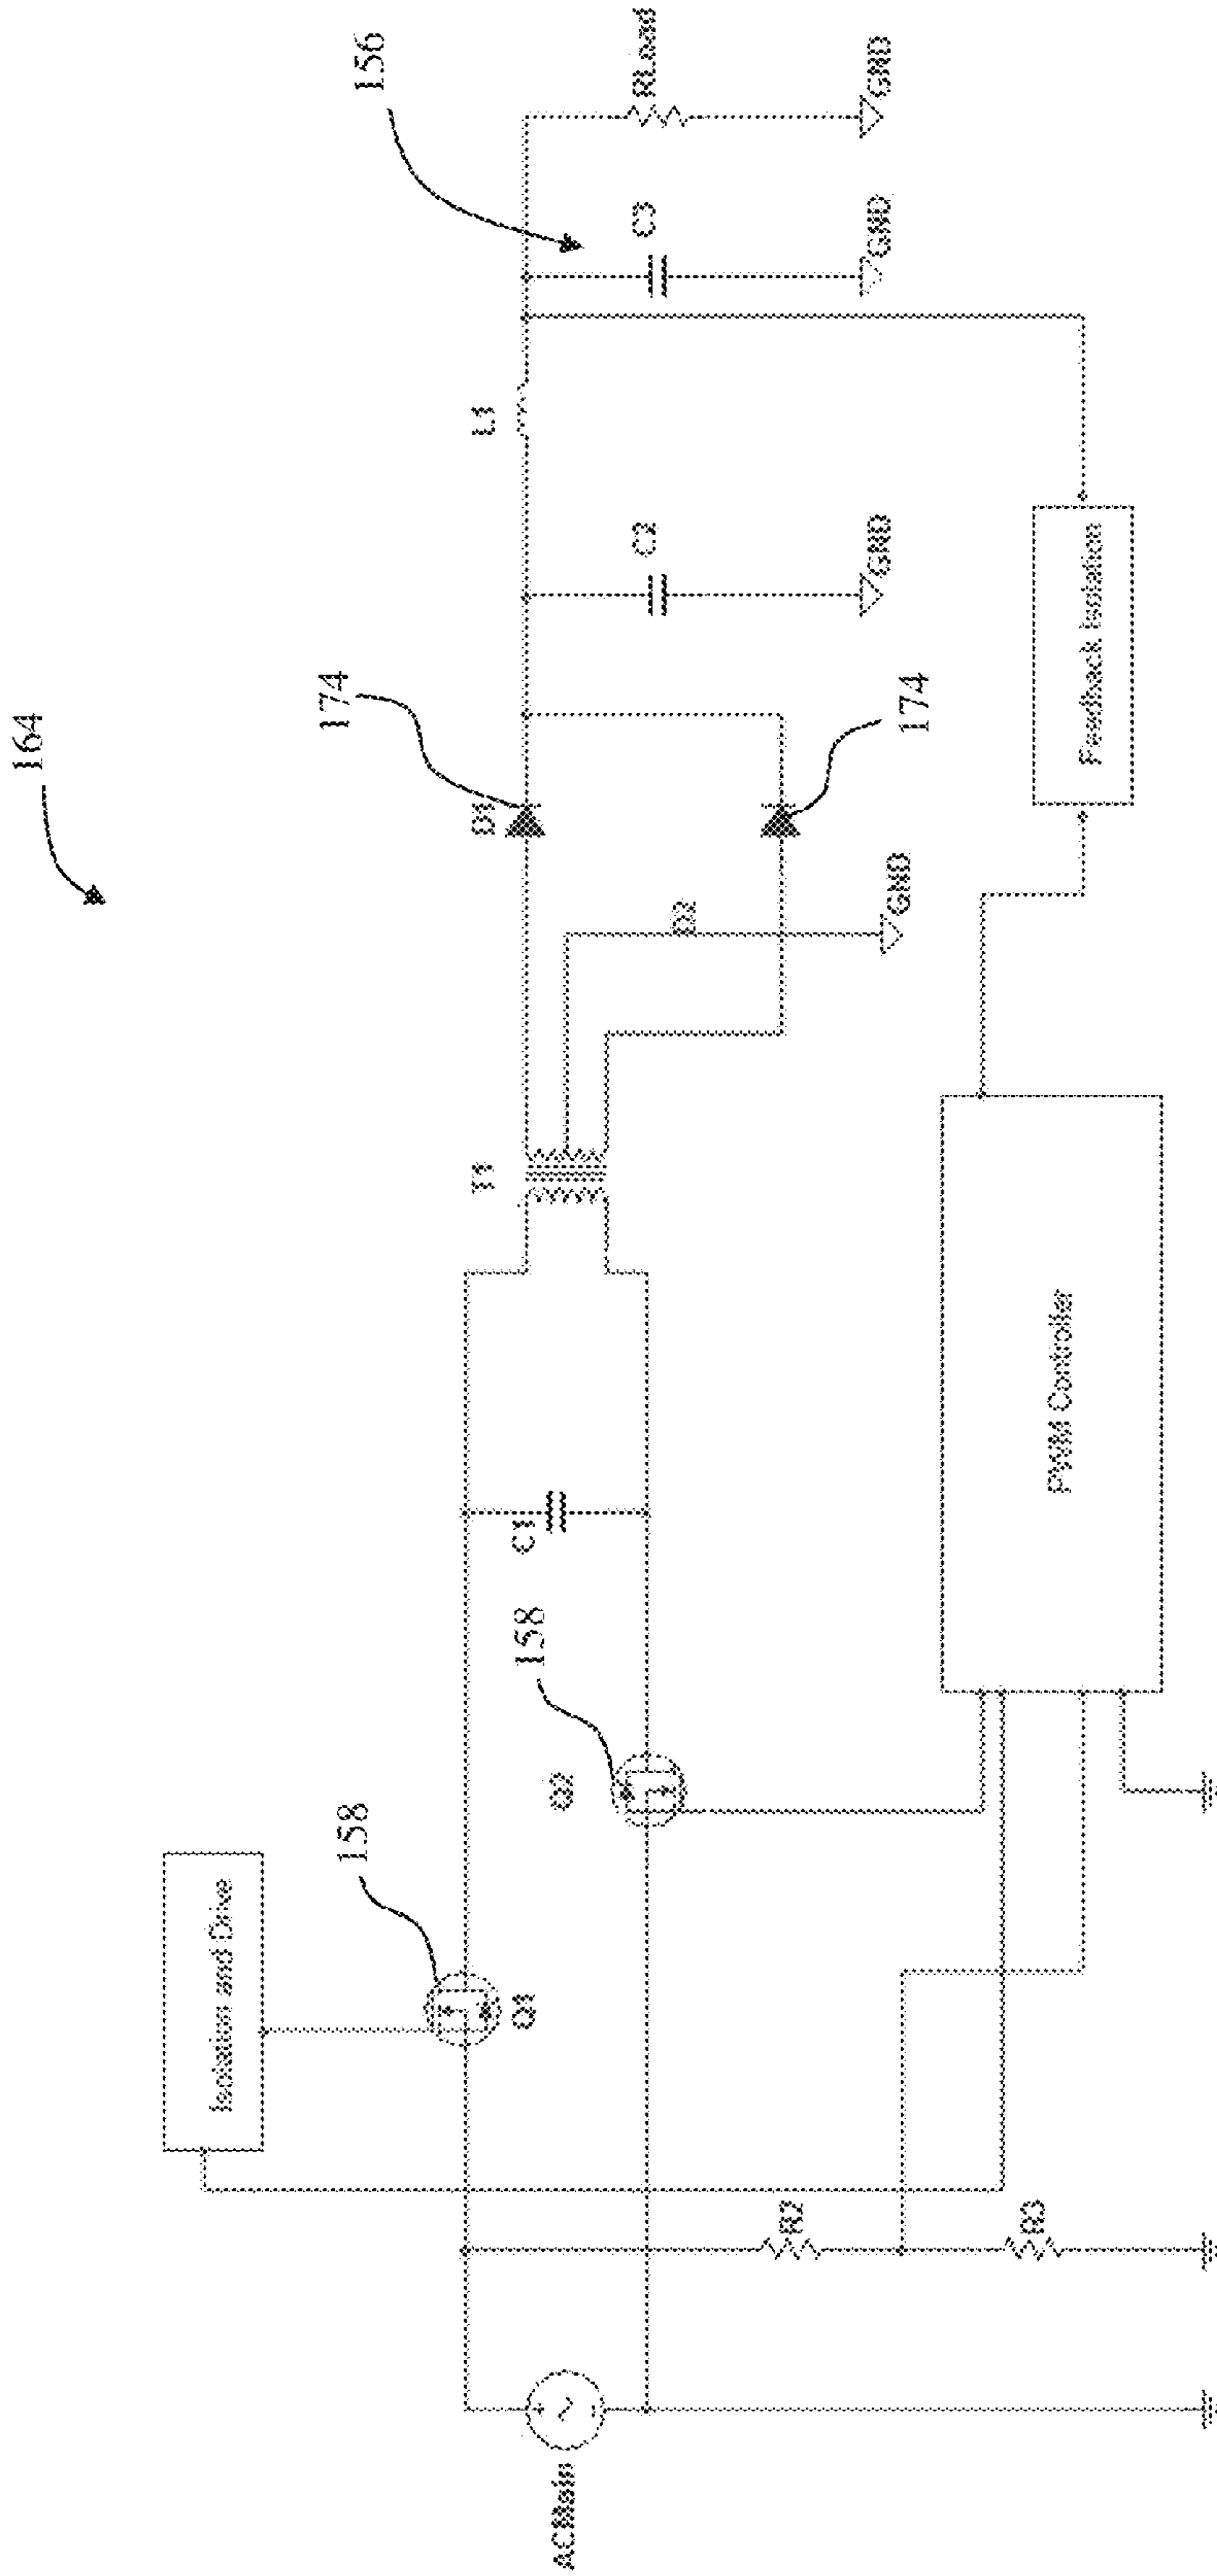 164
156
174
174
158
158
Isolation and Drive
ACMain
Q1
Q2
C1
T1
D1
D2
GND
L1
C2
GND
C3
GND
RLoad
GND
R2
R3
PWM Controller
Feedback Isolation